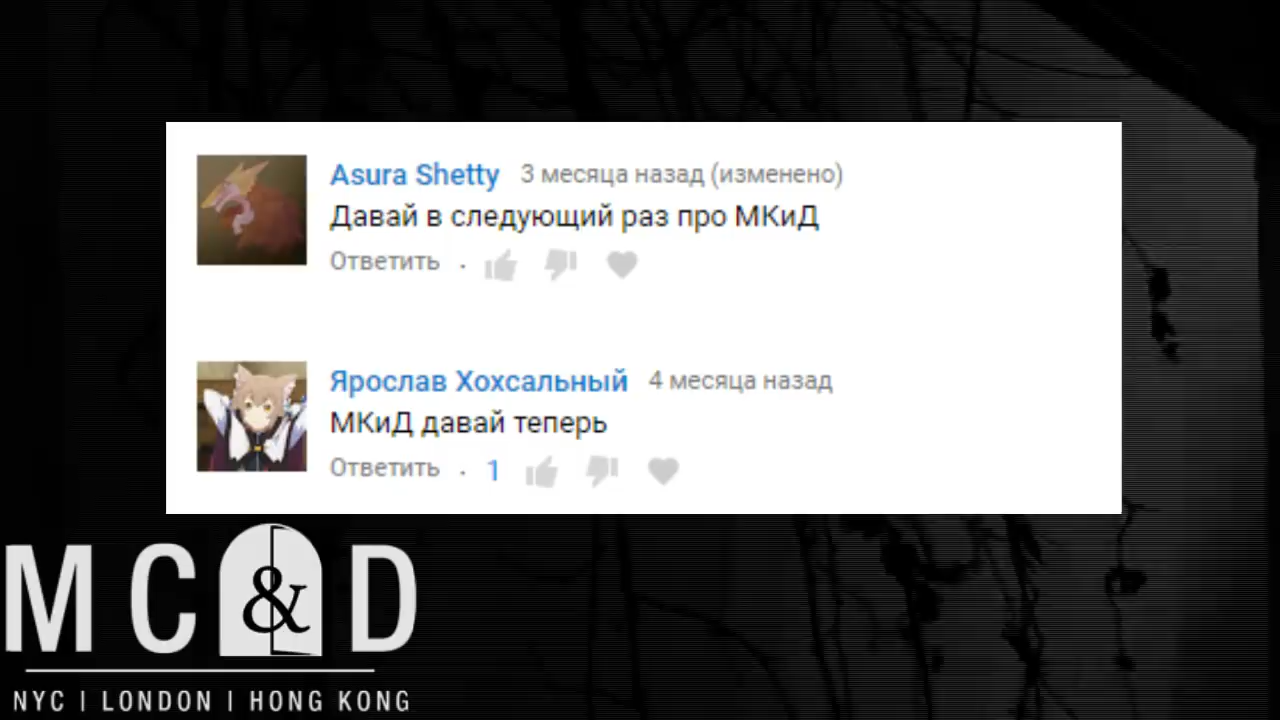 Asura Shetty 3 месяца назад (изменено)
Давай в следующий раз про МКиД
Ответить .
Ярослав Хохсальный 4 месяца назад
МКиД давай теперь
Ответить . 1
MC&D
NYC | LONDON | HONG KONG